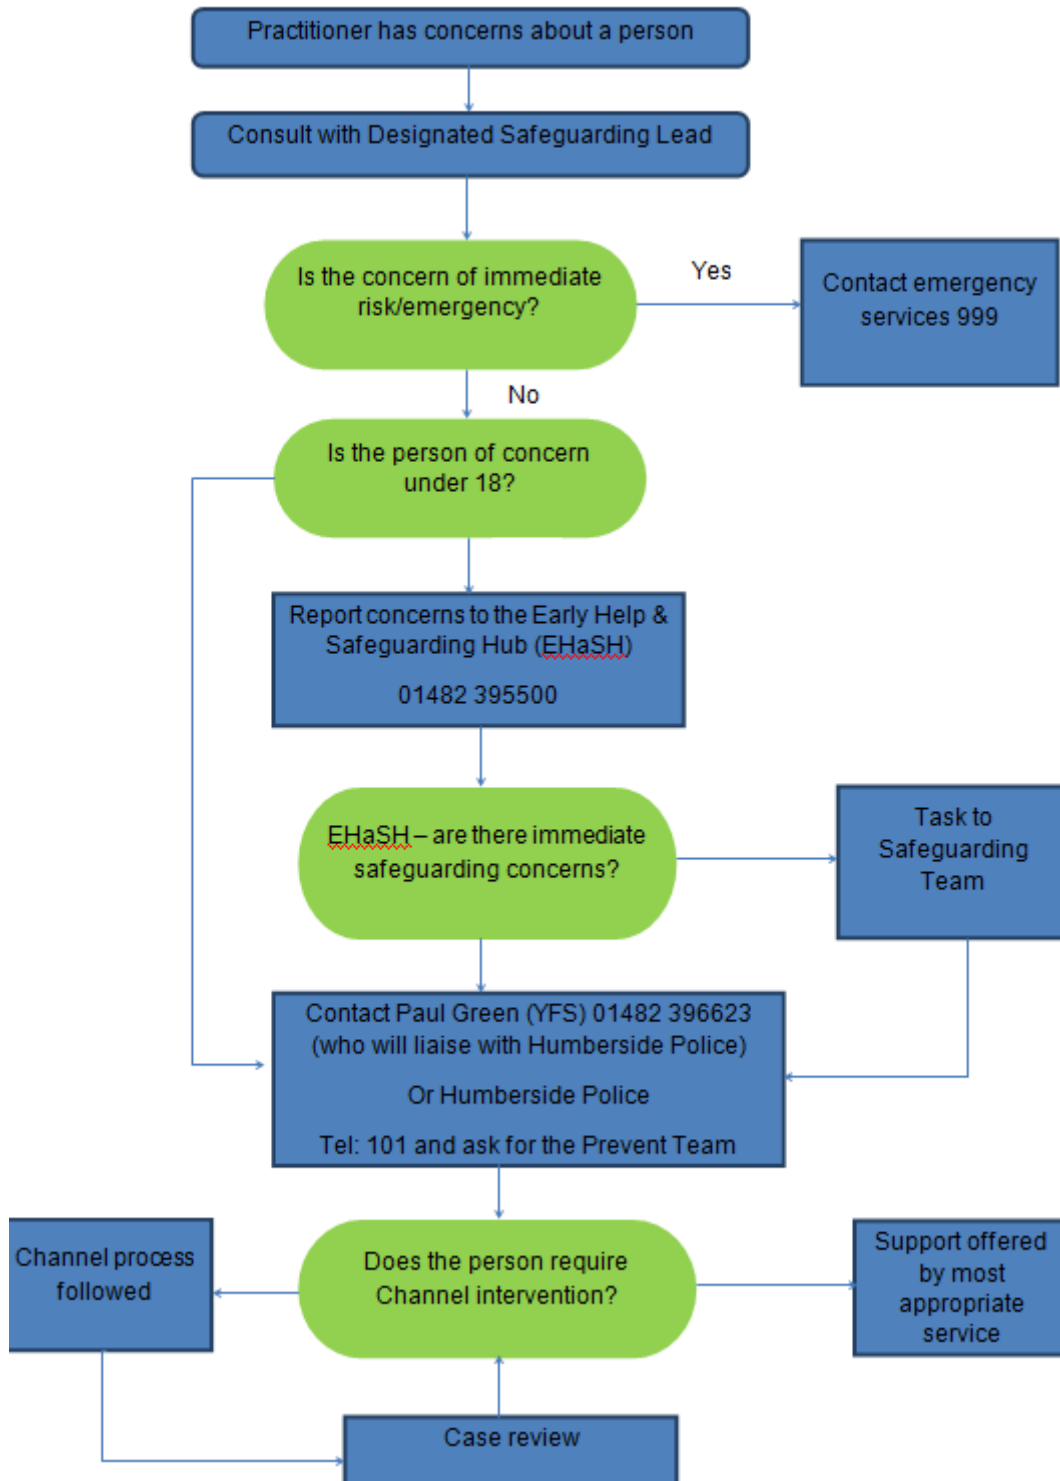 Practitioner has concerns about a person
Consult with Designated Safeguarding Lead
Is the concern of immediate
risk/emergency?
Yes
Contact emergency
services 999
No
Is the person of concern
under 18?
Report concerns to the Early Help &
Safeguarding Hub (EHaSH)
01482 395500
EHaSH – are there immediate
safeguarding concerns?
Task to
Safeguarding
Team
Contact Paul Green (YFS) 01482 396623
(who will liaise with Humberside Police)
Or Humberside Police
Tel: 101 and ask for the Prevent Team
Channel process
followed
Does the person require
Channel intervention?
Support offered
by most
appropriate
service
Case review